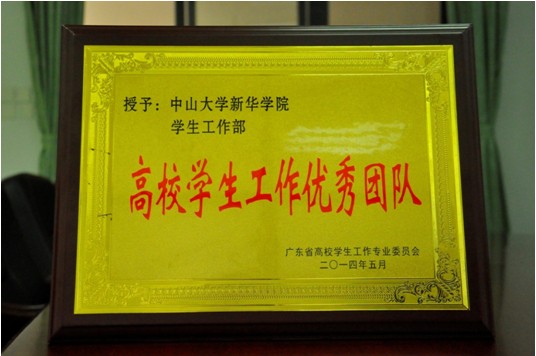 授予：中山大学新华学院
学生工作部
高校学生工作优秀团队
广东省高校学生工作专业委员会
二〇一四年五月